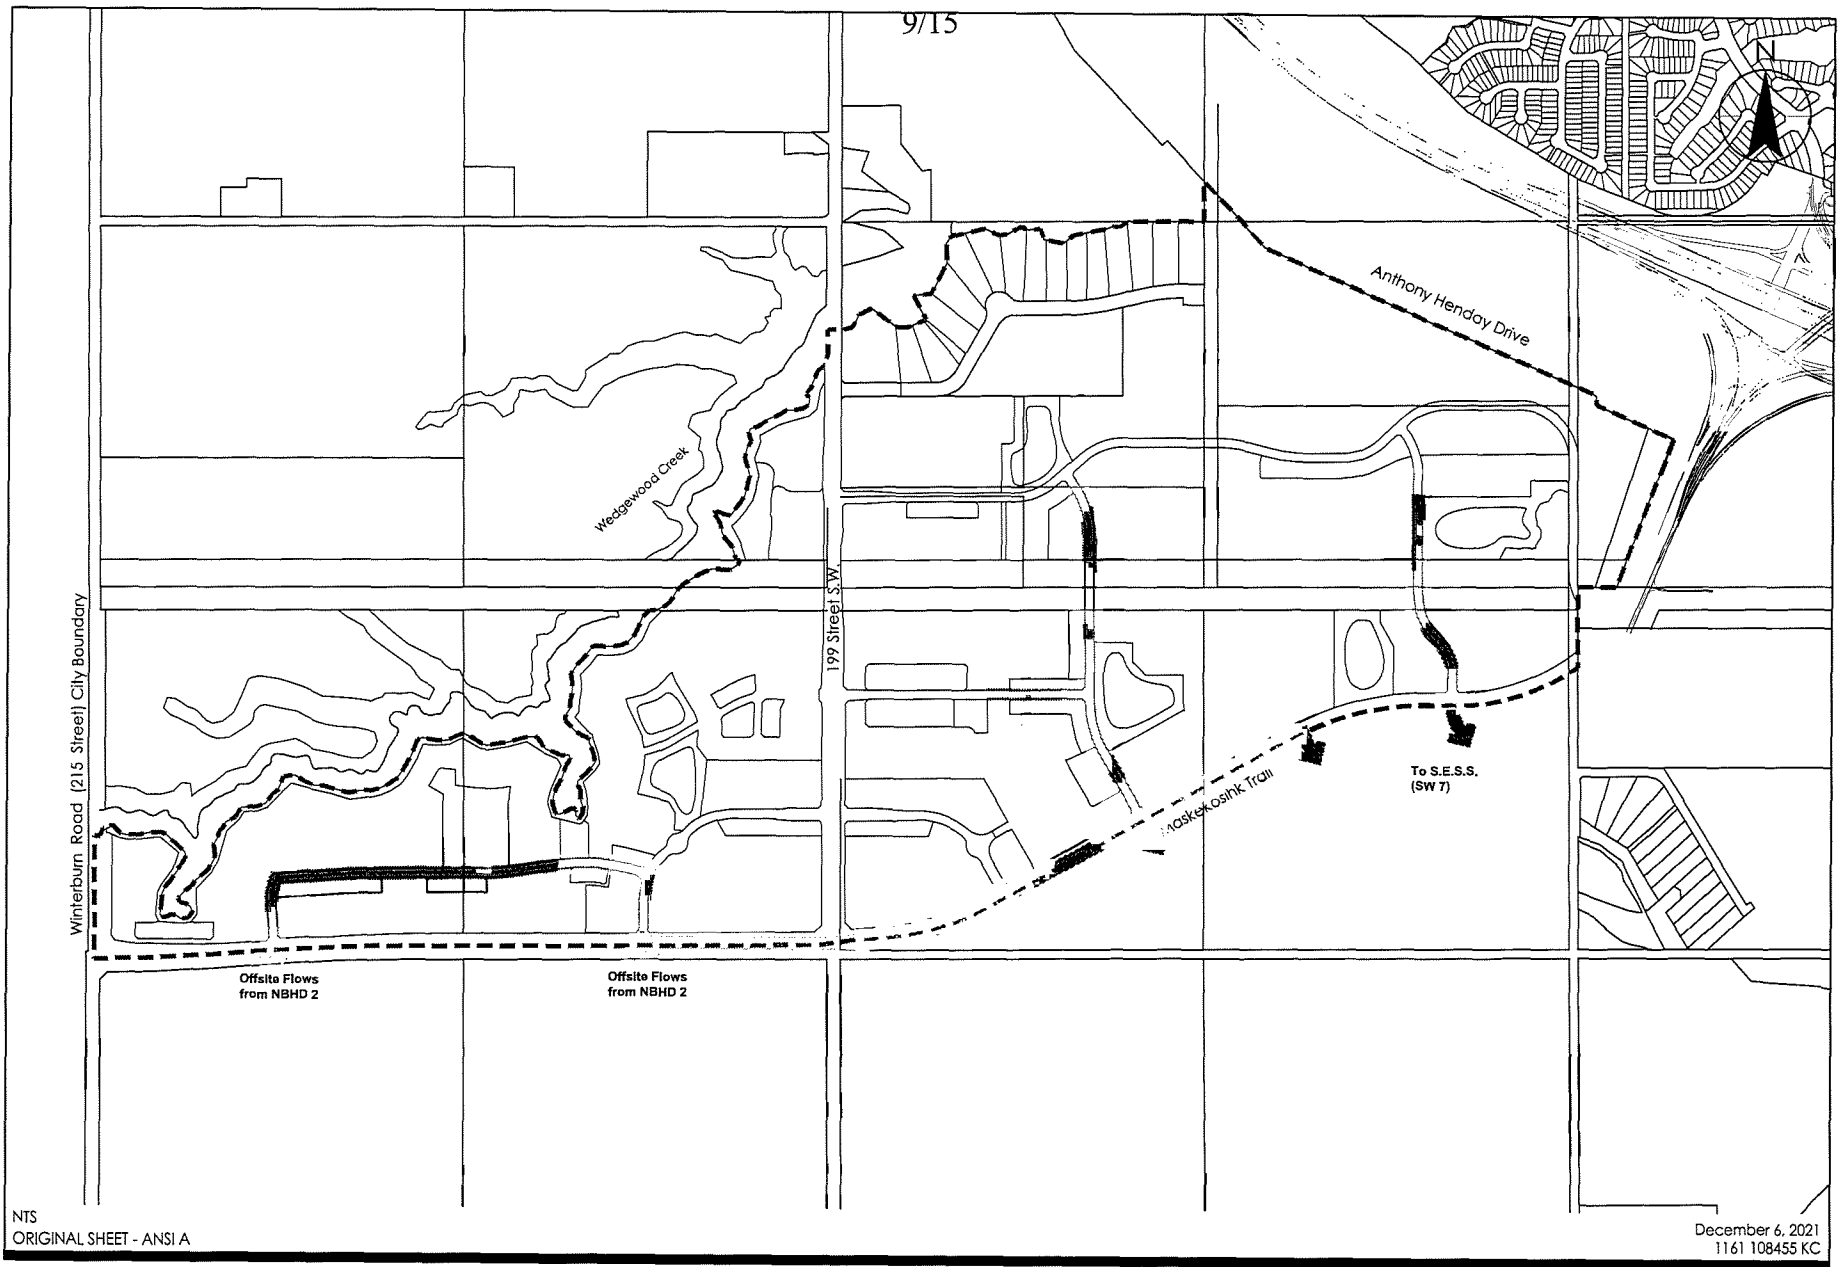 9/15
N
Anthony Henday Drive
Wedgewood Creek
199 Street S.W.
Winterburn Road (215 Street) City Boundary
Maskekosihk Trail
To S.E.S.S.
(SW 7)
Offsite Flows
from NBHD 2
Offsite Flows
from NBHD 2
NTS
ORIGINAL SHEET - ANSI A
December 6, 2021
1161 108455 KC